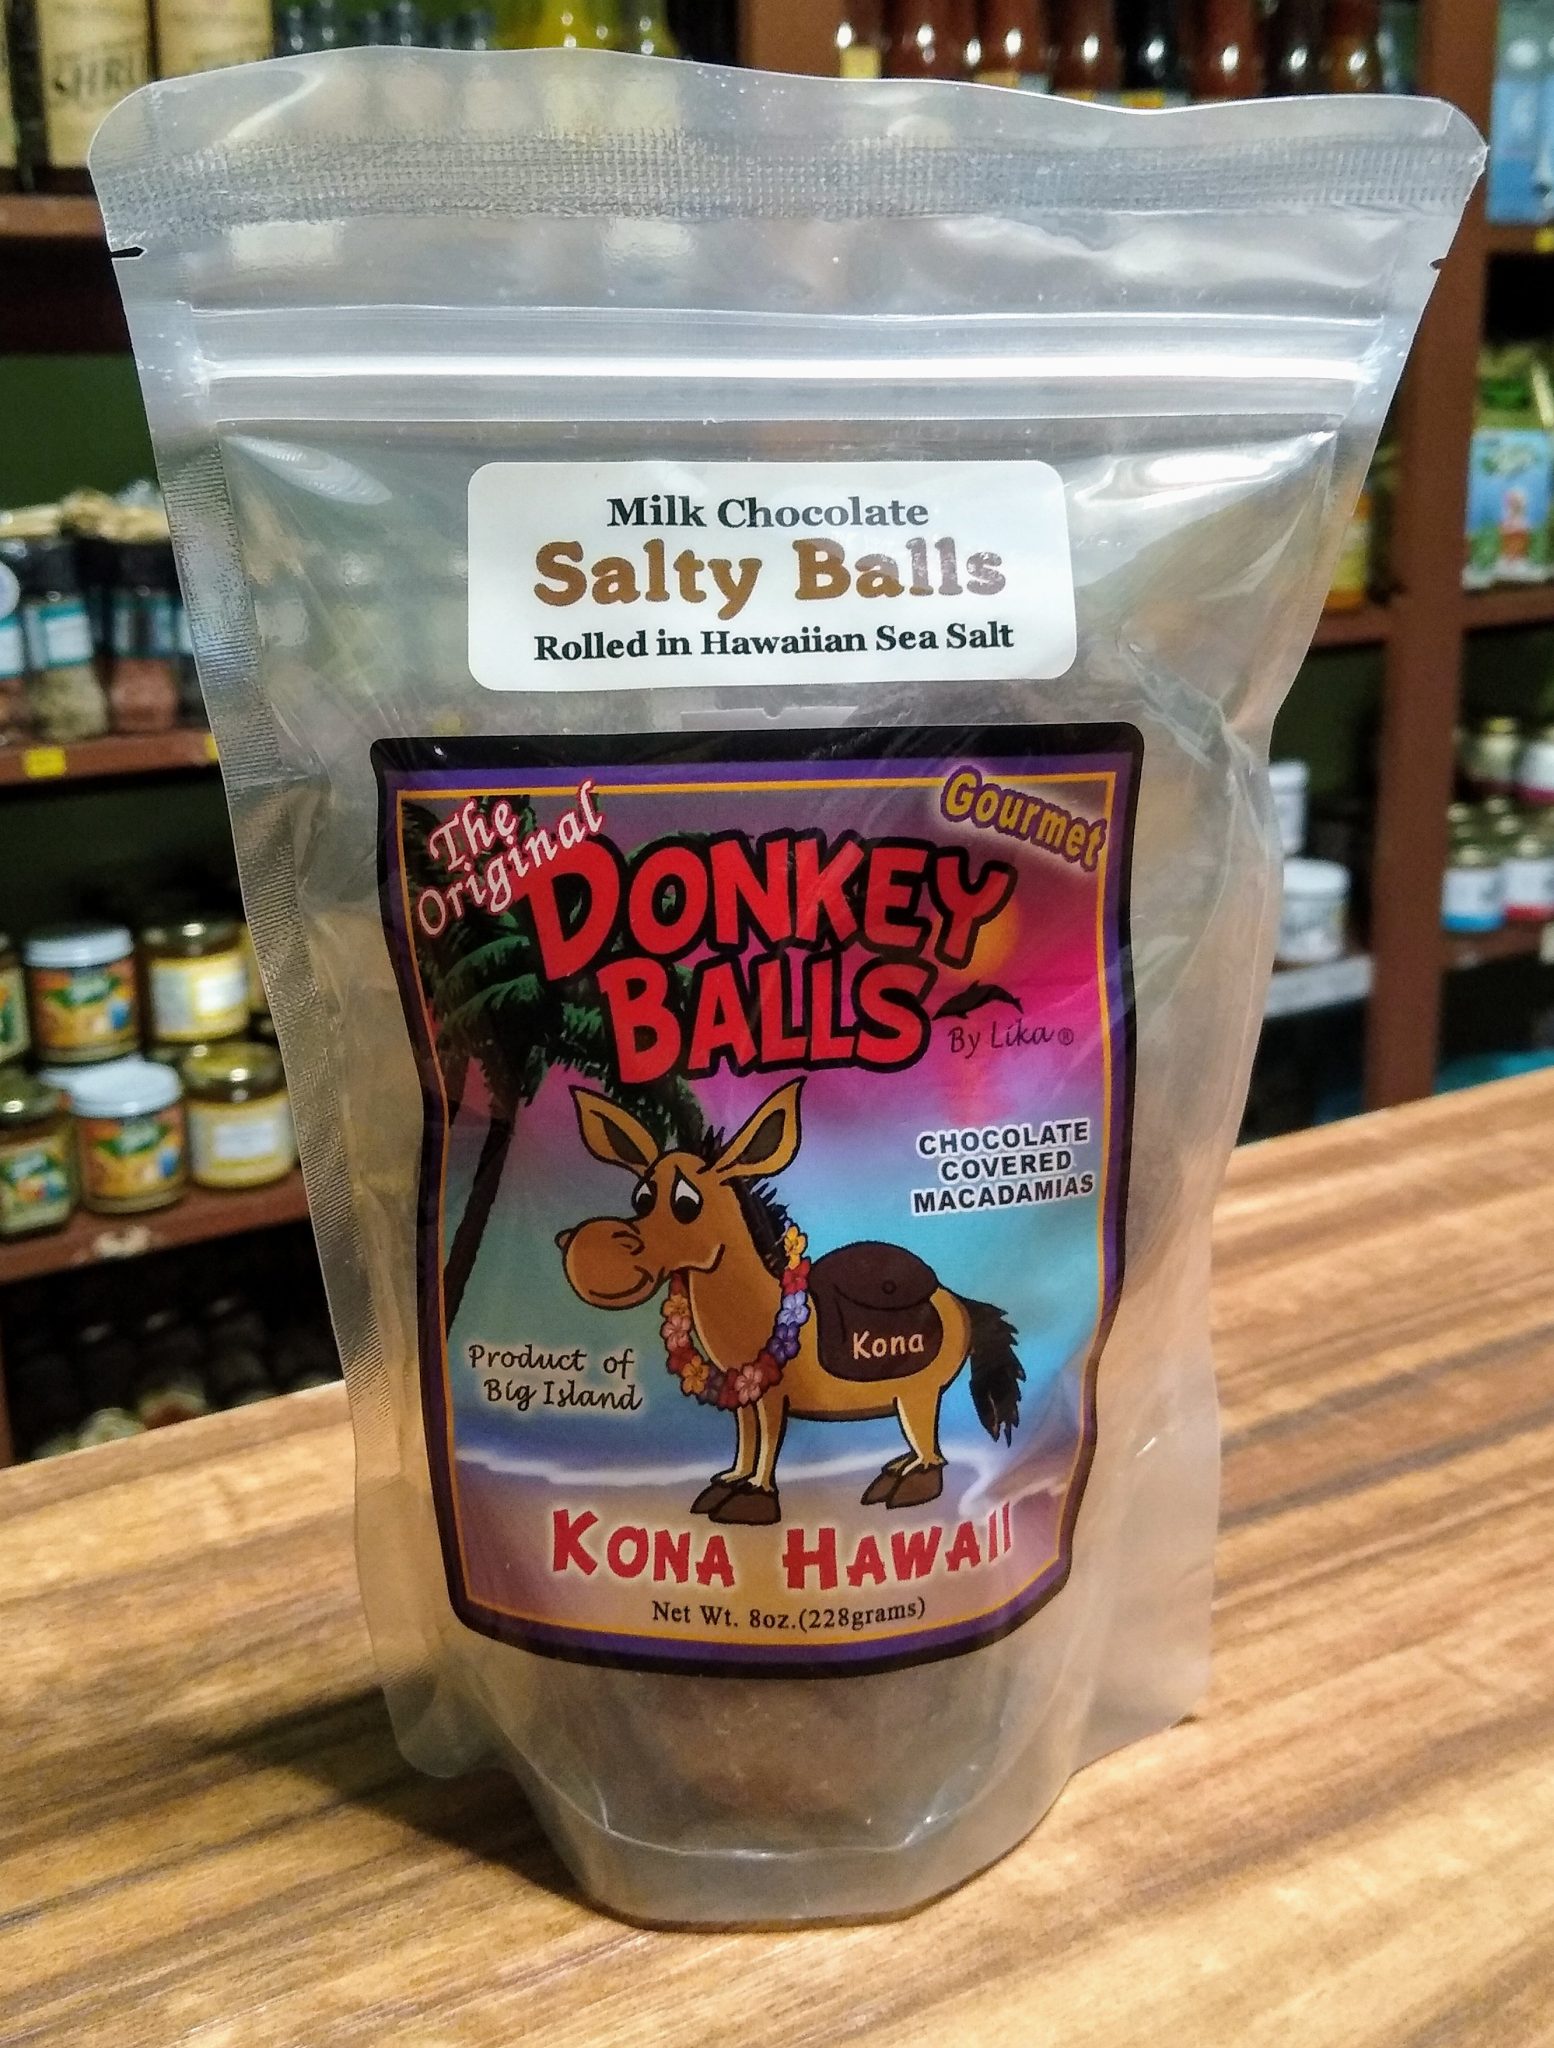 SHRU
Milk Chocolate
Salty Balls
Rolled in Hawaiian Sea Salt
The
Original
Gourmet
DONKEY
BALLS
By Lika®
CHOCOLATE
COVERED
MACADAMIAS
Kona
Product of
Big Island
KONA HAWAII
Net Wt. 8oz.(228grams)